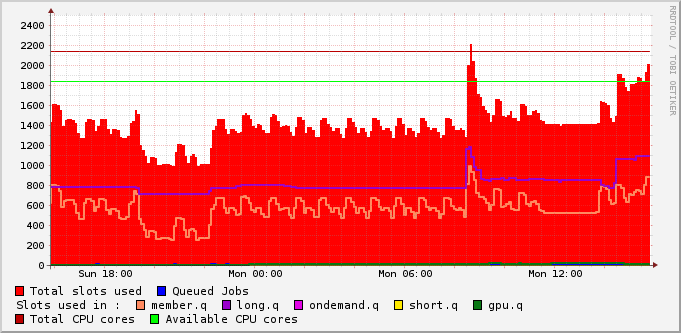 RRDTOOL / TOBI OETIKER
2400
2200
2000
1800
1600
1400
1200
1000
800
600
400
200
0
Sun 18:00 Mon 00:00 Mon 06:00 Mon 12:00
Total slots used Queued Jobs
Slots used in : member.q long.q ondemand.q short.q gpu.q
Total CPU cores Available CPU cores